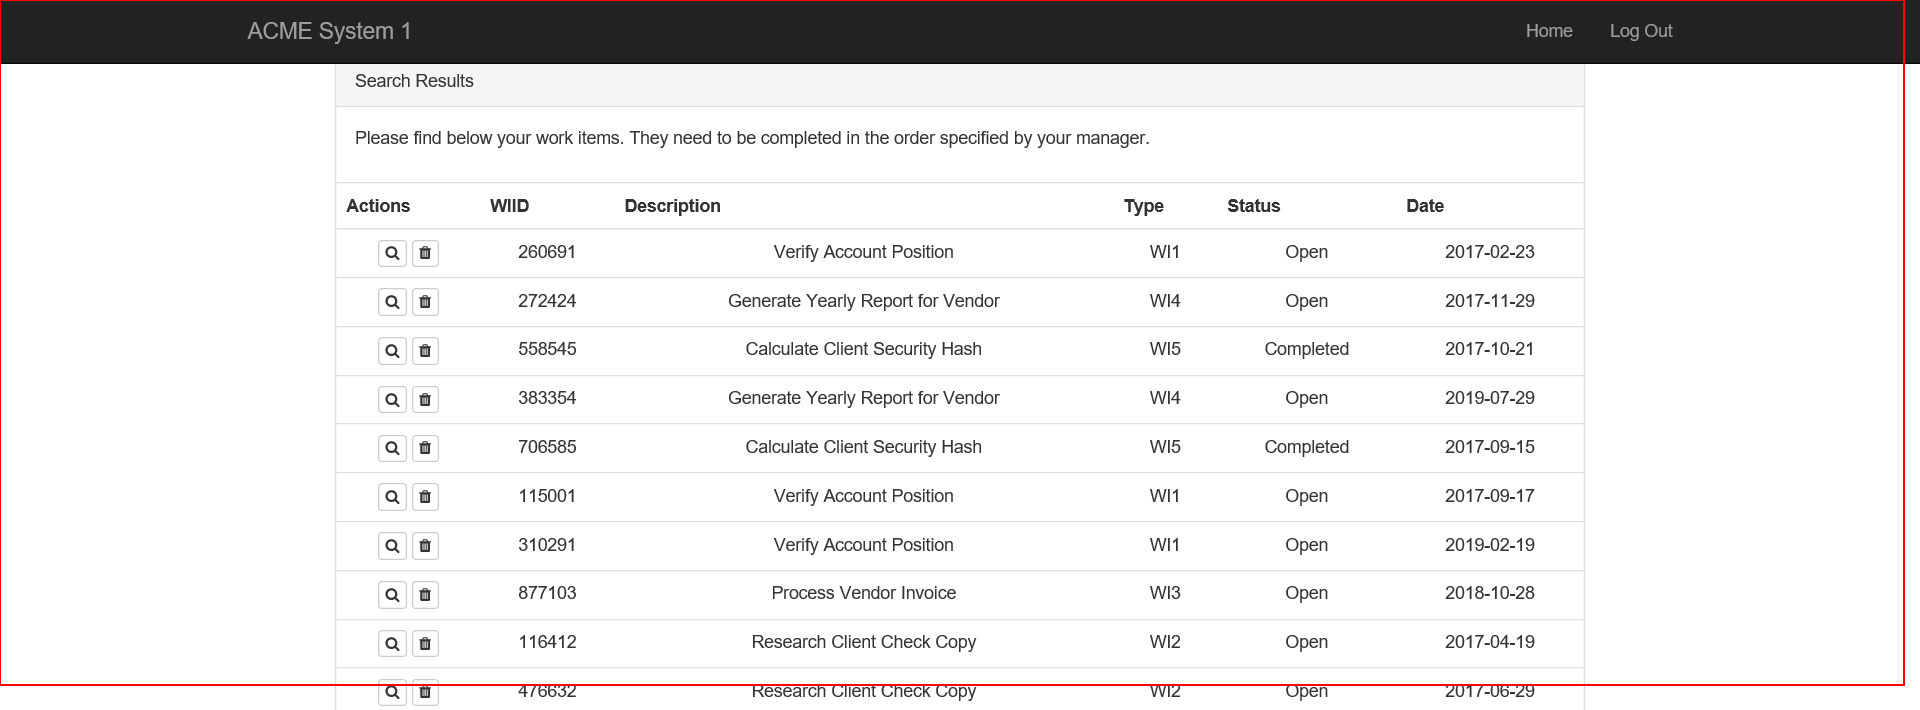 ACME System 1 Home Log Out
Search Results
Please find below your work items. They need to be completed in the order specified by your manager.
Actions WIID Description Type Status Date
260691 Verify Account Position WI1 Open 2017-02-23
272424 Generate Yearly Report for Vendor WI4 Open 2017-11-29
558545 Calculate Client Security Hash WI5 Completed 2017-10-21
383354 Generate Yearly Report for Vendor WI4 Open 2019-07-29
706585 Calculate Client Security Hash WI5 Completed 2017-09-15
115001 Verify Account Position WI1 Open 2017-09-17
310291 Verify Account Position WI1 Open 2019-02-19
877103 Process Vendor Invoice WI3 Open 2018-10-28
116412 Research Client Check Copy WI2 Open 2017-04-19
476632 Research Client Check Copy WI2 Open 2017-06-29